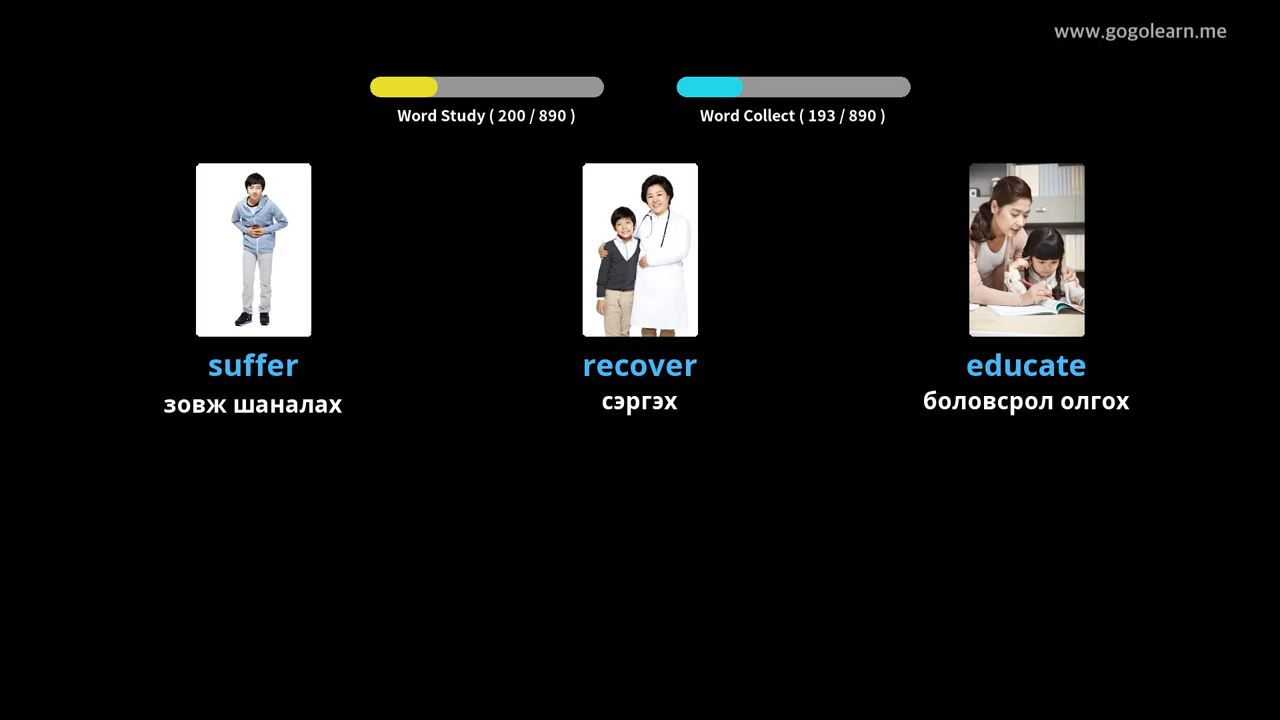 www.gogolearn.me
Word Study ( 200 / 890 )
Word Collect ( 193 / 890 )
suffer
зовж шаналах
recover
сэргэх
educate
боловсрол олгох